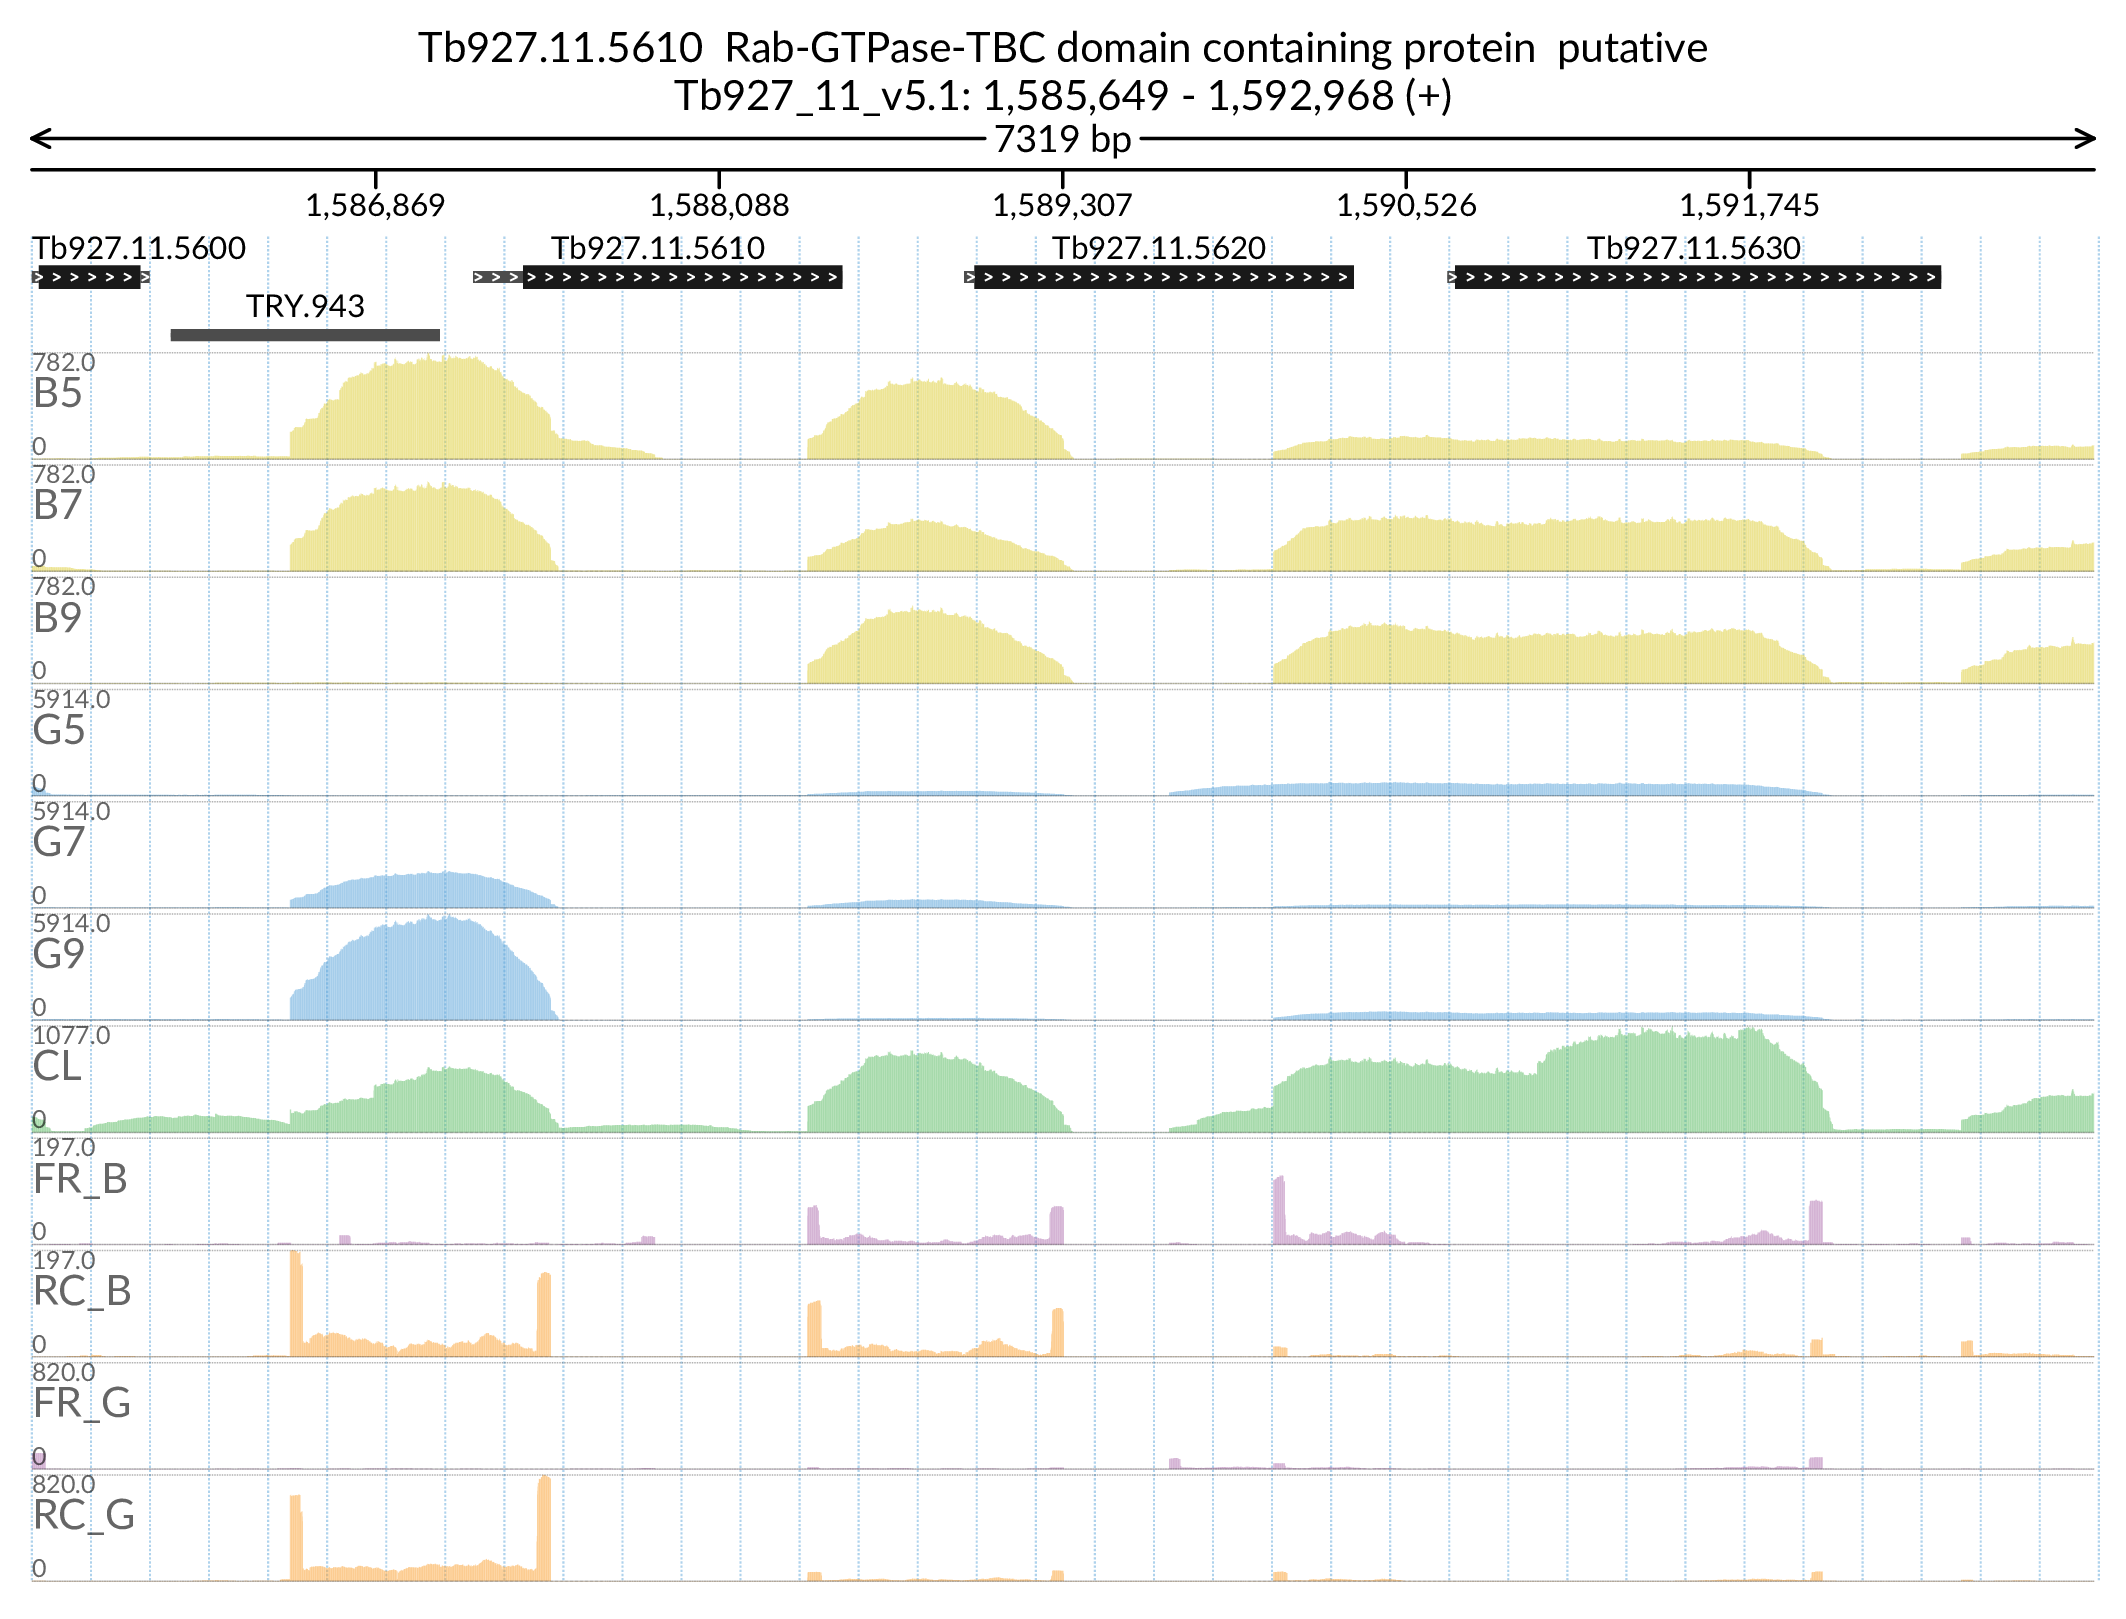 Tb927.11.5610 Rab-GTPase-TBC domain containing protein putative
Tb927_11_v5.1: 1,585,649 - 1,592,968 (+)
7319 bp
1,586,869 1,588,088 1,589,307 1,590,526 1,591,745
Tb927.11.5600 Tb927.11.5610 Tb927.11.5620 Tb927.11.5630
TRY.943
782.0
B5
0
782.0
B7
0
782.0
B9
0
5914.0
G5
0
5914.0
G7
0
5914.0
G9
0
1077.0
CL
0
197.0
FR_B
0
197.0
RC_B
0
820.0
FR_G
0
820.0
RC_G
0